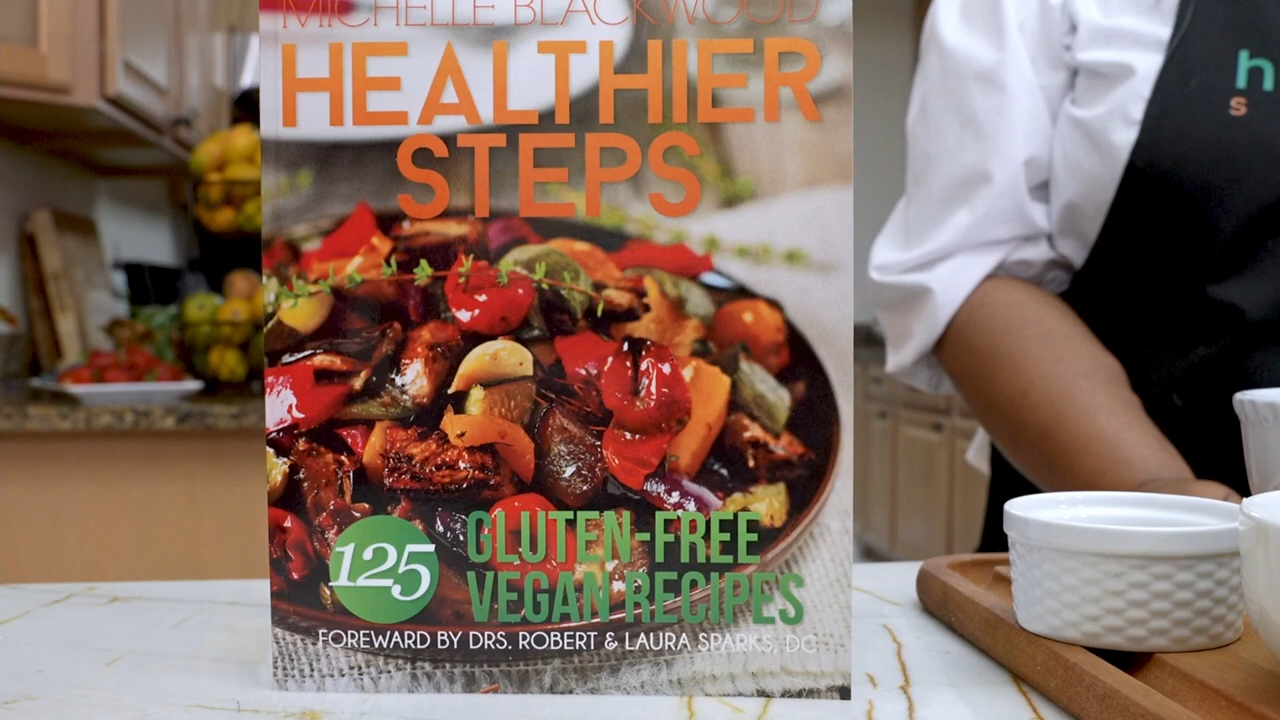 MICHELLE BLACKWOOD
HEALTHIER
STEPS
125
GLUTEN-FREE
VEGAN RECIPES
FOREWARD BY DRS. ROBERT & LAURA SPARKS, DC
h
s